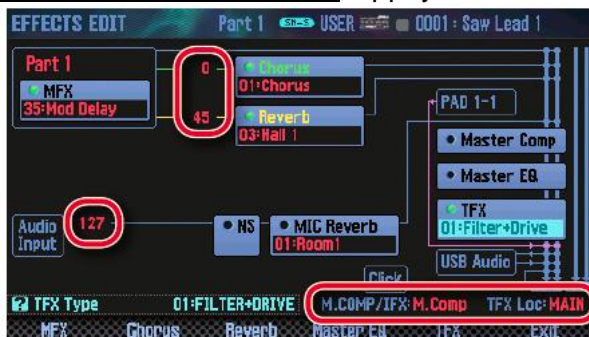 EFFECTS EDIT Part 1 SN-S USER 0001: Saw Lead 1
Part 1
MFX
35:Mod Delay
0
Chorus
01:Chorus
45
Reverb
03:Hall 1
PAD 1-1
Master Comp
Master EQ
TFX
01:Filter+Drive
Audio
Input
127
NS
MIC Reverb
01:Room1
USB Audio
Click
TFX Type 01:FILTER+DRIVE M.COMP/IFX:M.Comp TFX Loc:MAIN
MFX Chorus Reverb Master EQ TFX Exit